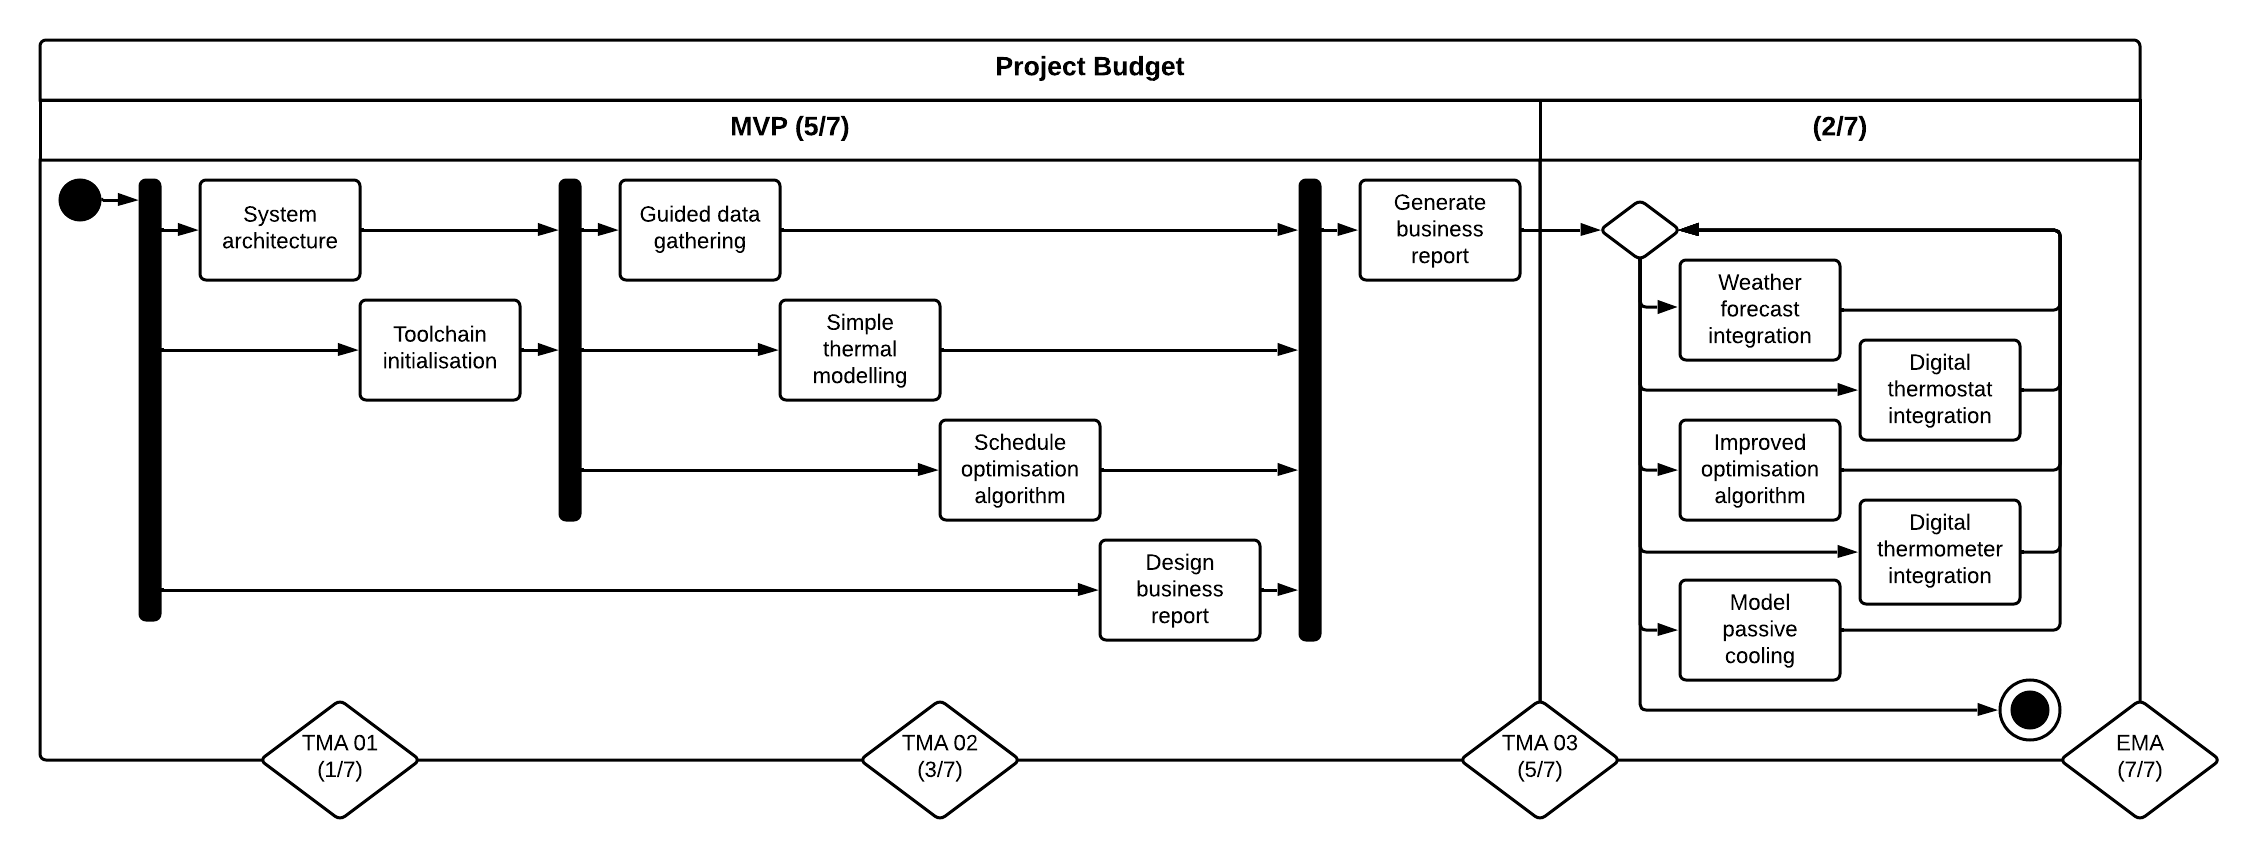 Project Budget
MVP (5/7)
(2/7)
System
architecture
Toolchain
initialisation
Guided data
gathering
Simple
thermal
modelling
Schedule
optimisation
algorithm
Design
business
report
Generate
business
report
Weather
forecast
integration
Digital
thermostat
integration
Improved
optimisation
algorithm
Digital
thermometer
integration
Model
passive
cooling
TMA 01
(1/7)
TMA 02
(3/7)
TMA 03
(5/7)
EMA
(7/7)